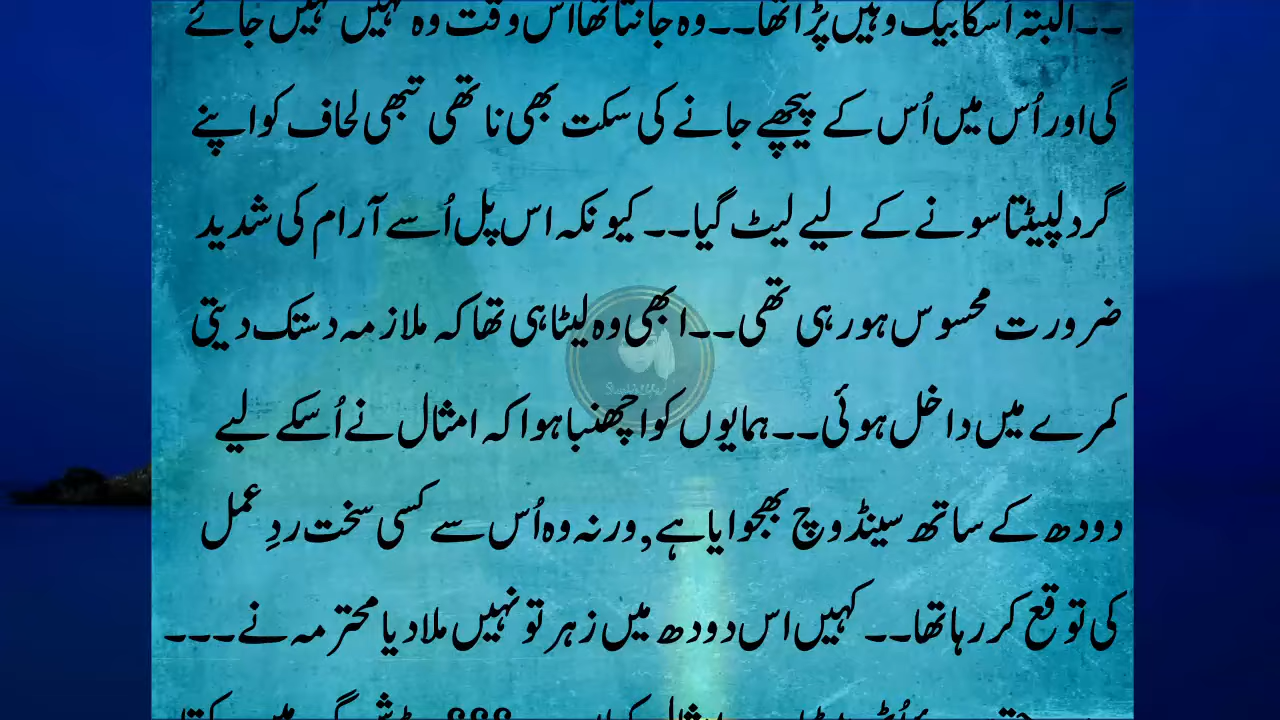 ۔۔البتہ اُسکا بیگ وہیں پڑا تھا۔۔وہ جانتا تھا اس وقت وہ کہیں نہیں جائے
گی اور اُس میں اُس کے پیچھے جانے کی سکت بھی نا تھی تبھی لحاف کو اپنے
گرد لپیٹتا سونے کے لیے لیٹ گیا۔۔کیونکہ اس پل اُسے آرام کی شدید
ضرورت محسوس ہو رہی تھی۔۔ابھی وہ لیٹا ہی تھا کہ ملازمہ دستک دیتی
کمرے میں داخل ہوئی۔۔ہمایوں کو اچھنبا ہوا کہ امثال نے اُسکے لیے
دودھ کے ساتھ سینڈوچ بھجوایا ہے,ورنہ وہ اُس سے کسی سخت ردِ عمل
کی توقع کر رہا تھا۔۔کہیں اس دودھ میں زہر تو نہیں ملا دیا محترمہ نے۔۔۔